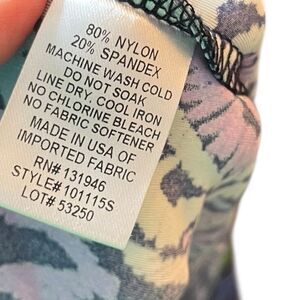 80% NYLON
20% SPANDEX
MACHINE WASH COLD
DO NOT SOAK
LINE DRY, COOL IRON
NO CHLORINE BLEACH
NO FABRIC SOFTENER
MADE IN USA OF
IMPORTED FABRIC
RN# 131946
STYLE# 101115S
LOT# 53250